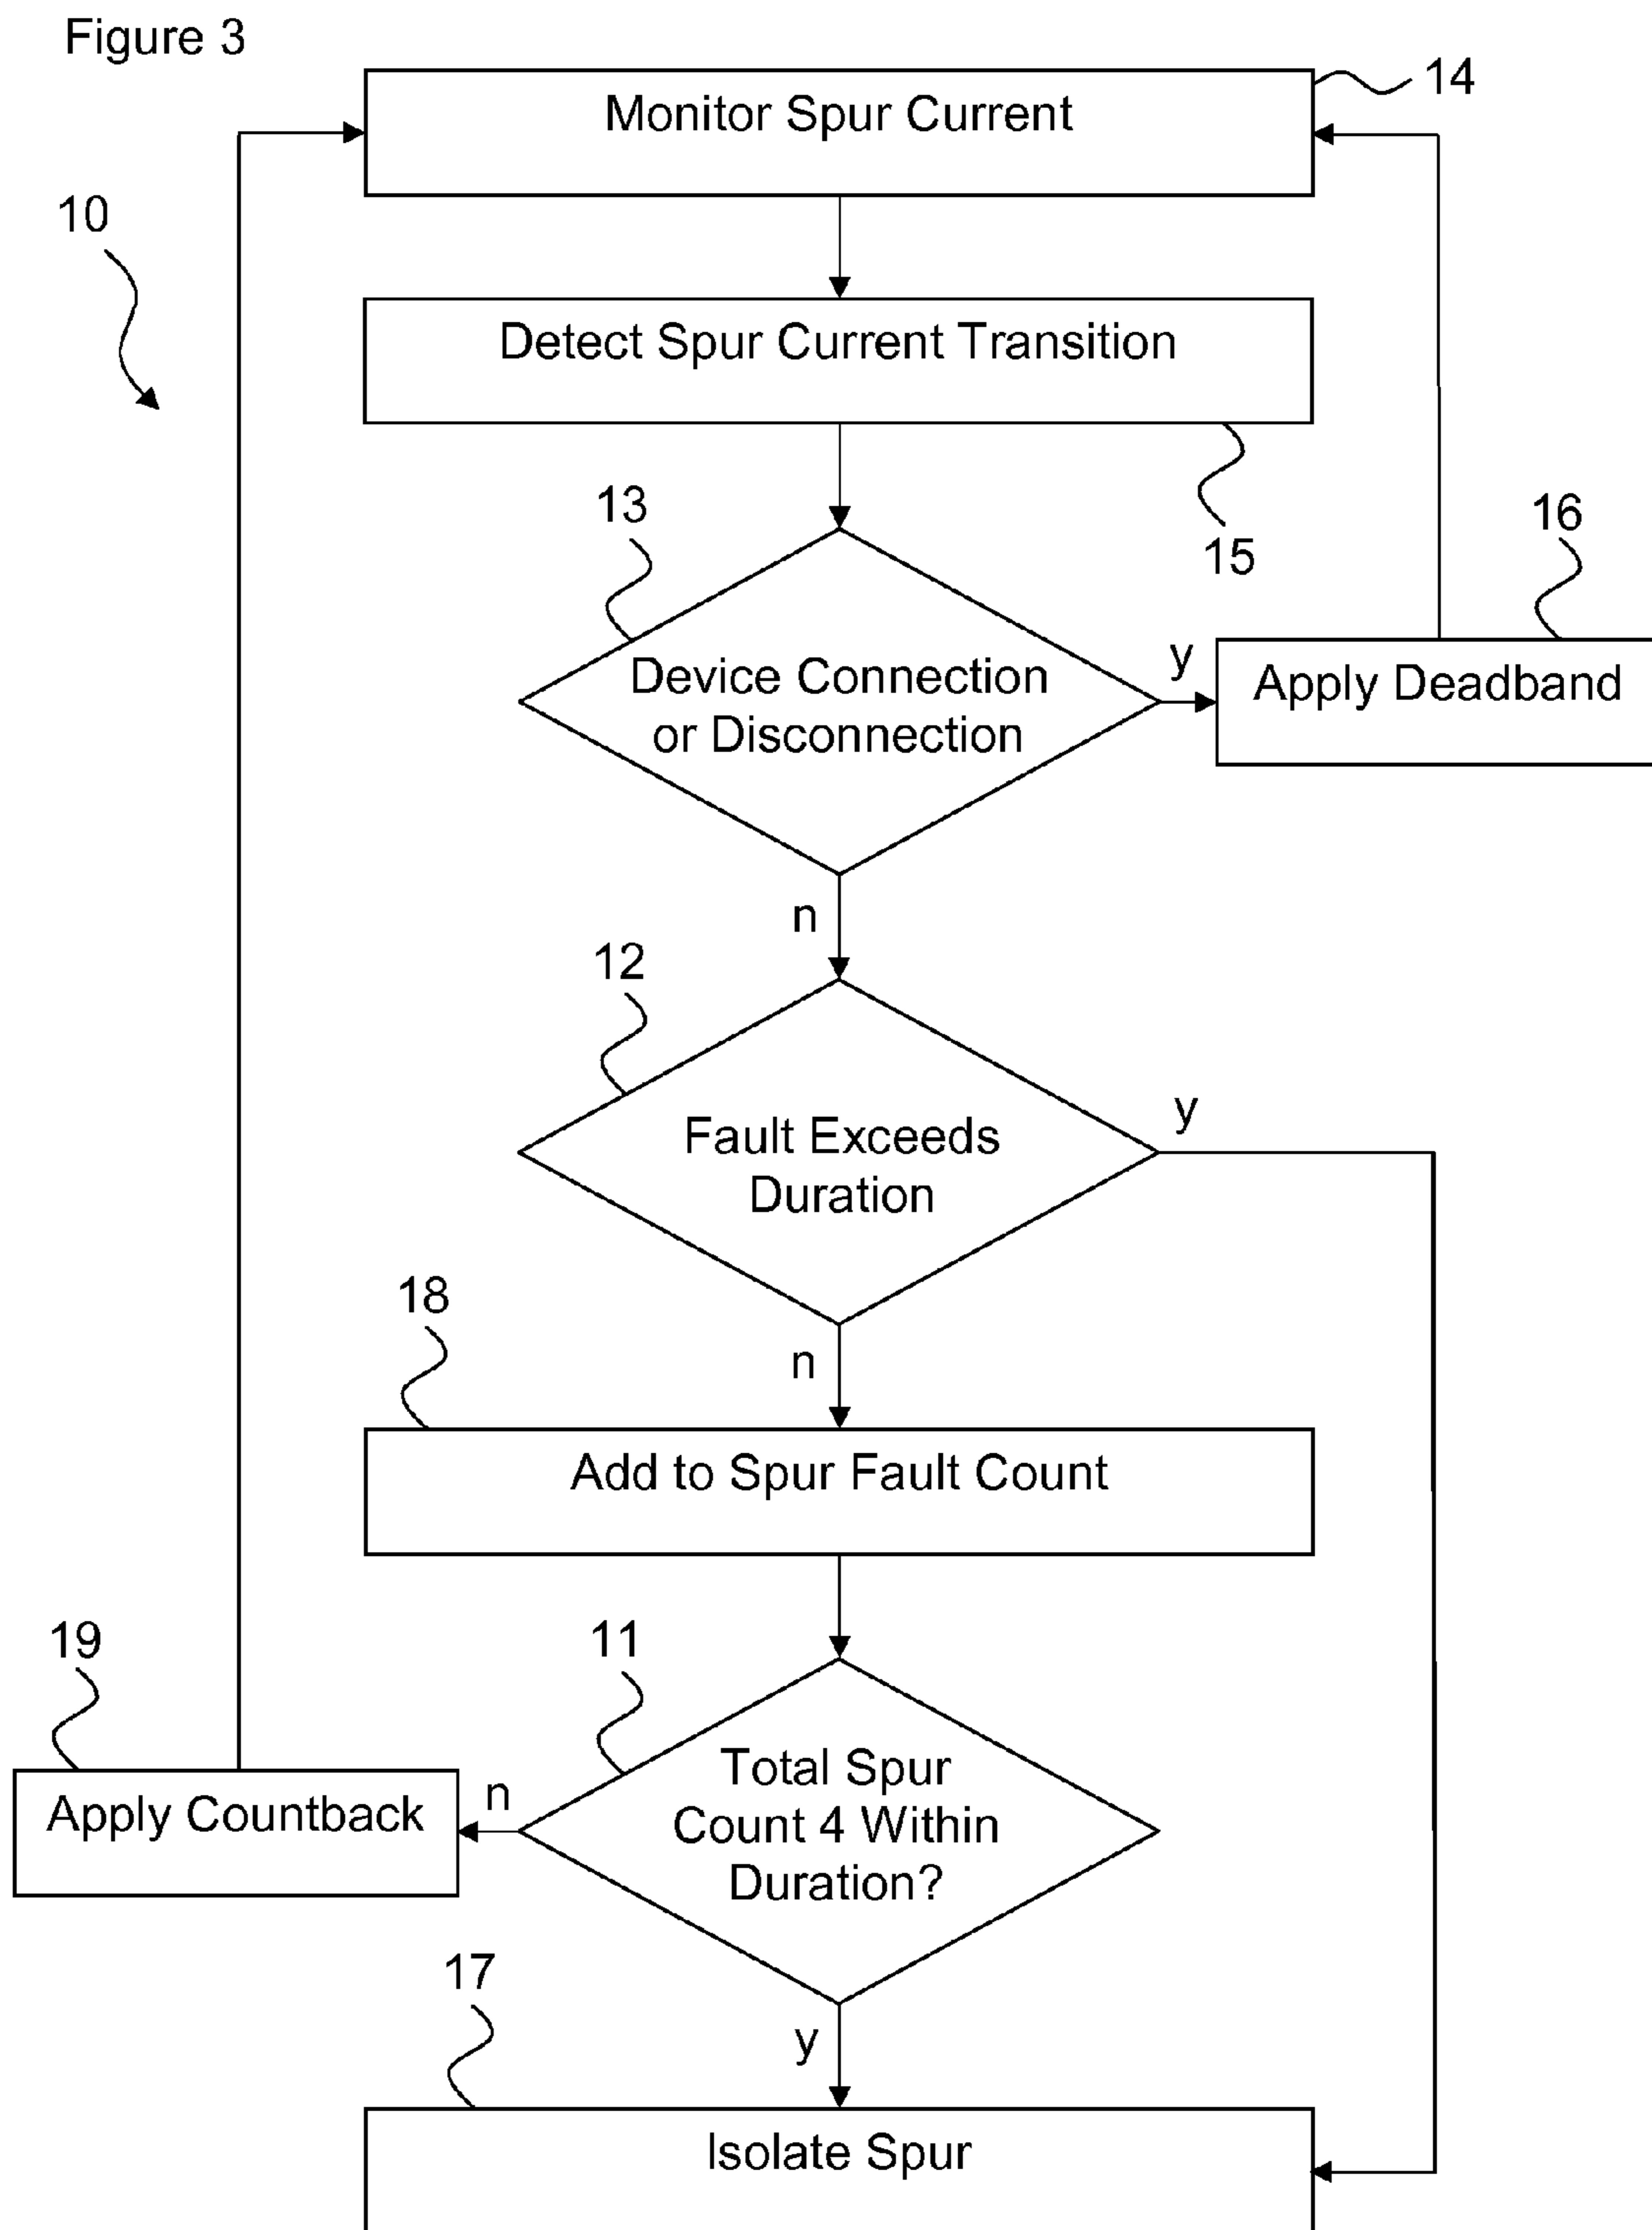 Figure 3
Monitor Spur Current
14
10
Detect Spur Current Transition
15
13
16
Device Connection
or Disconnection
y
Apply Deadband
n
12
Fault Exceeds
Duration
y
n
18
Add to Spur Fault Count
19
11
Total Spur
Count 4 Within
Duration?
n
Apply Countback
17
y
Isolate Spur